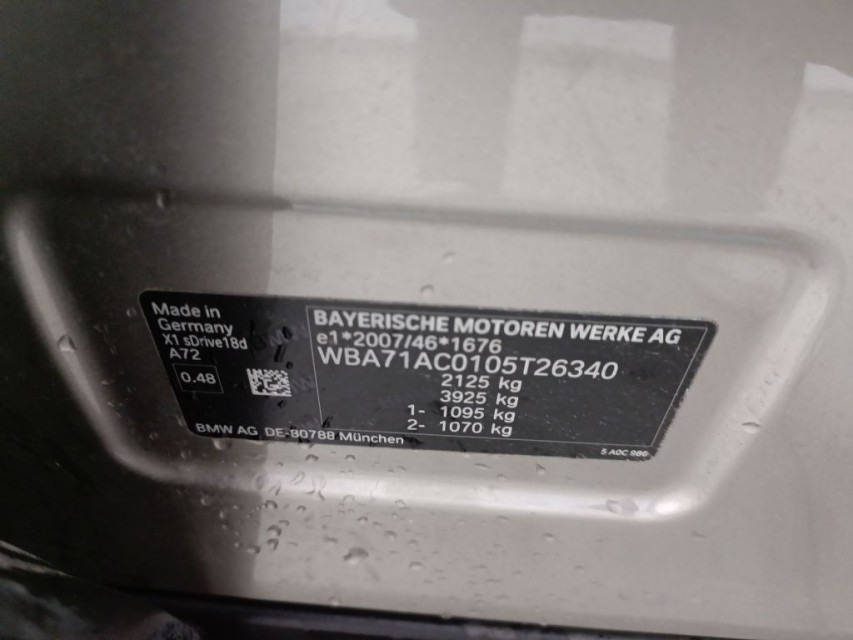 Made in
Germany
X1 sDrive18d
A72
0.48
BMW AG DE-80788 München
BAYERISCHE MOTOREN WERKE AG
e1*2007/46*1676
WBA71AC0105T26340
2125 kg
3925 kg
1- 1095 kg
2- 1070 kg
5 A0C 986